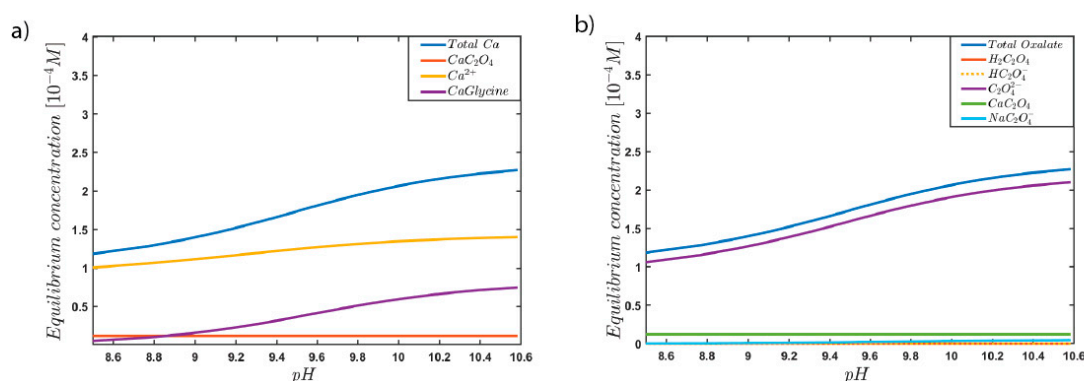 a)
Equilibrium concentration [10⁻⁴M]
4
3.5
3
2.5
2
1.5
1
0.5
8.6 8.8 9 9.2 9.4 9.6 9.8 10 10.2 10.4 10.6
pH
Total Ca
CaC₂O₄
Ca²⁺
CaGlycine
b)
Equilibrium concentration [10⁻⁴M]
4
3.5
3
2.5
2
1.5
1
0.5
0
8.6 8.8 9 9.2 9.4 9.6 9.8 10 10.2 10.4 10.6
pH
Total Oxalate
H₂C₂O₄
HC₂O₄⁻
C₂O₄²⁻
CaC₂O₄
NaC₂O₄⁻